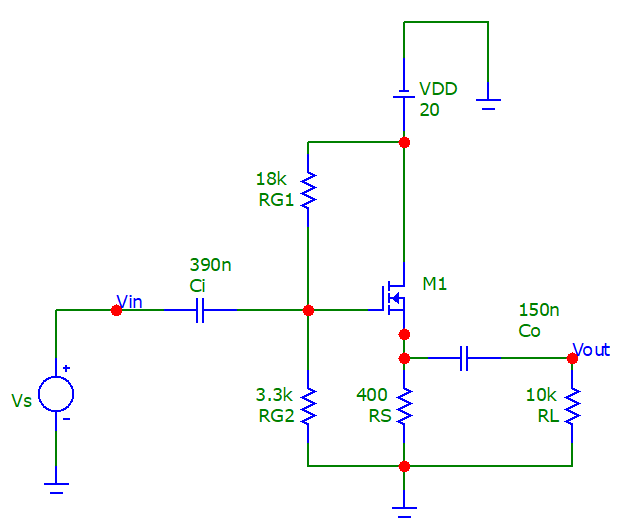 VDD
20
18k
RG1
390n
Ci
M1
Vin
150n
Co
Vout
Vs
+
-
3.3k
RG2
400
RS
10k
RL